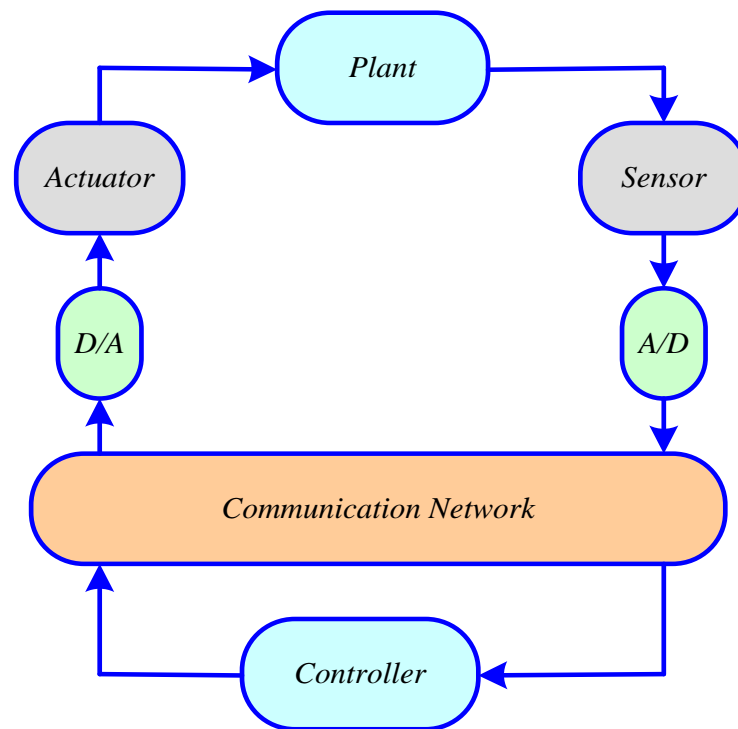 Plant
Actuator
Sensor
D/A
A/D
Communication Network
Controller